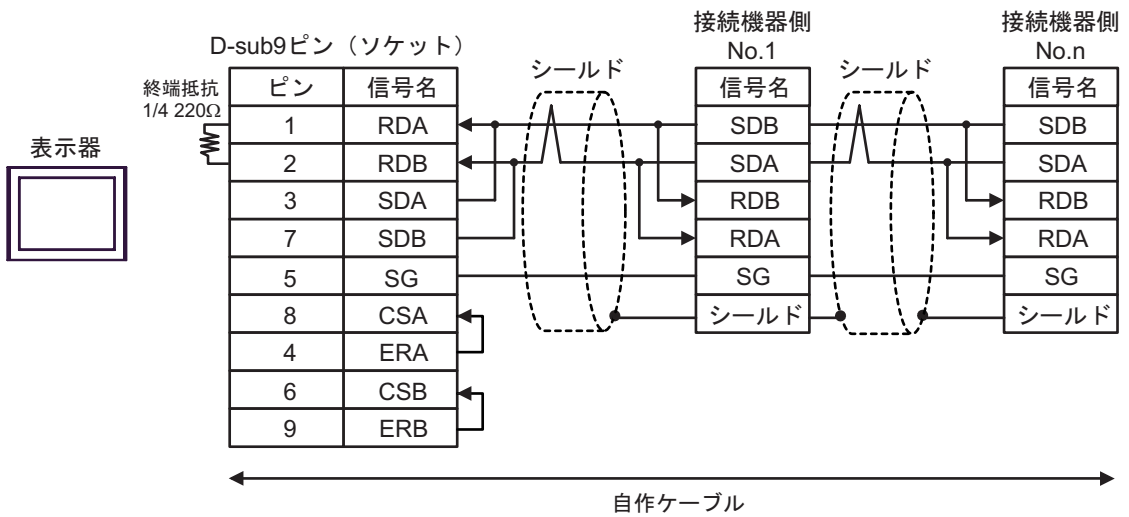 接続機器側
No.1
接続機器側
No.n
D-sub9ピン（ソケット）
シールド
シールド
終端抵抗
1/4 220Ω
表示器
ピン 信号名
1 RDA
2 RDB
3 SDA
7 SDB
5 SG
8 CSA
4 ERA
6 CSB
9 ERB
信号名
SDB
SDA
RDB
RDA
SG
シールド
信号名
SDB
SDA
RDB
RDA
SG
シールド
自作ケーブル